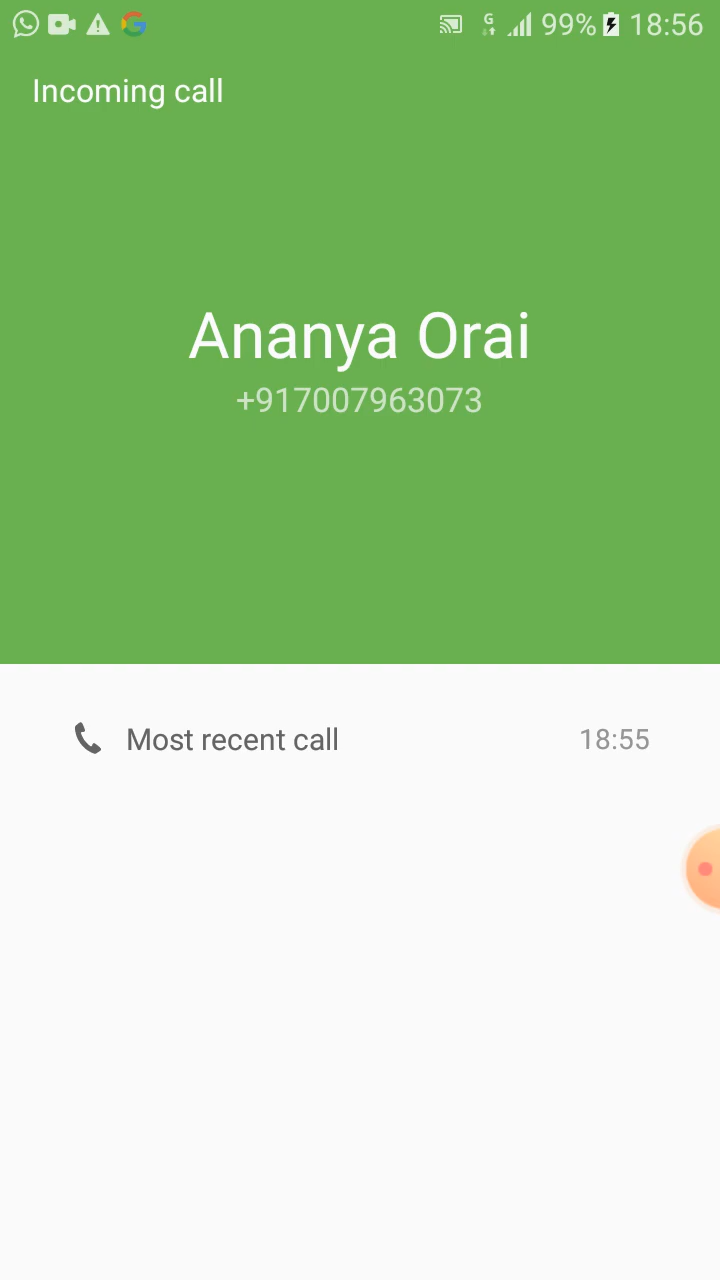 G 99% 18:56
Incoming call
Ananya Orai
+917007963073
Most recent call 18:55